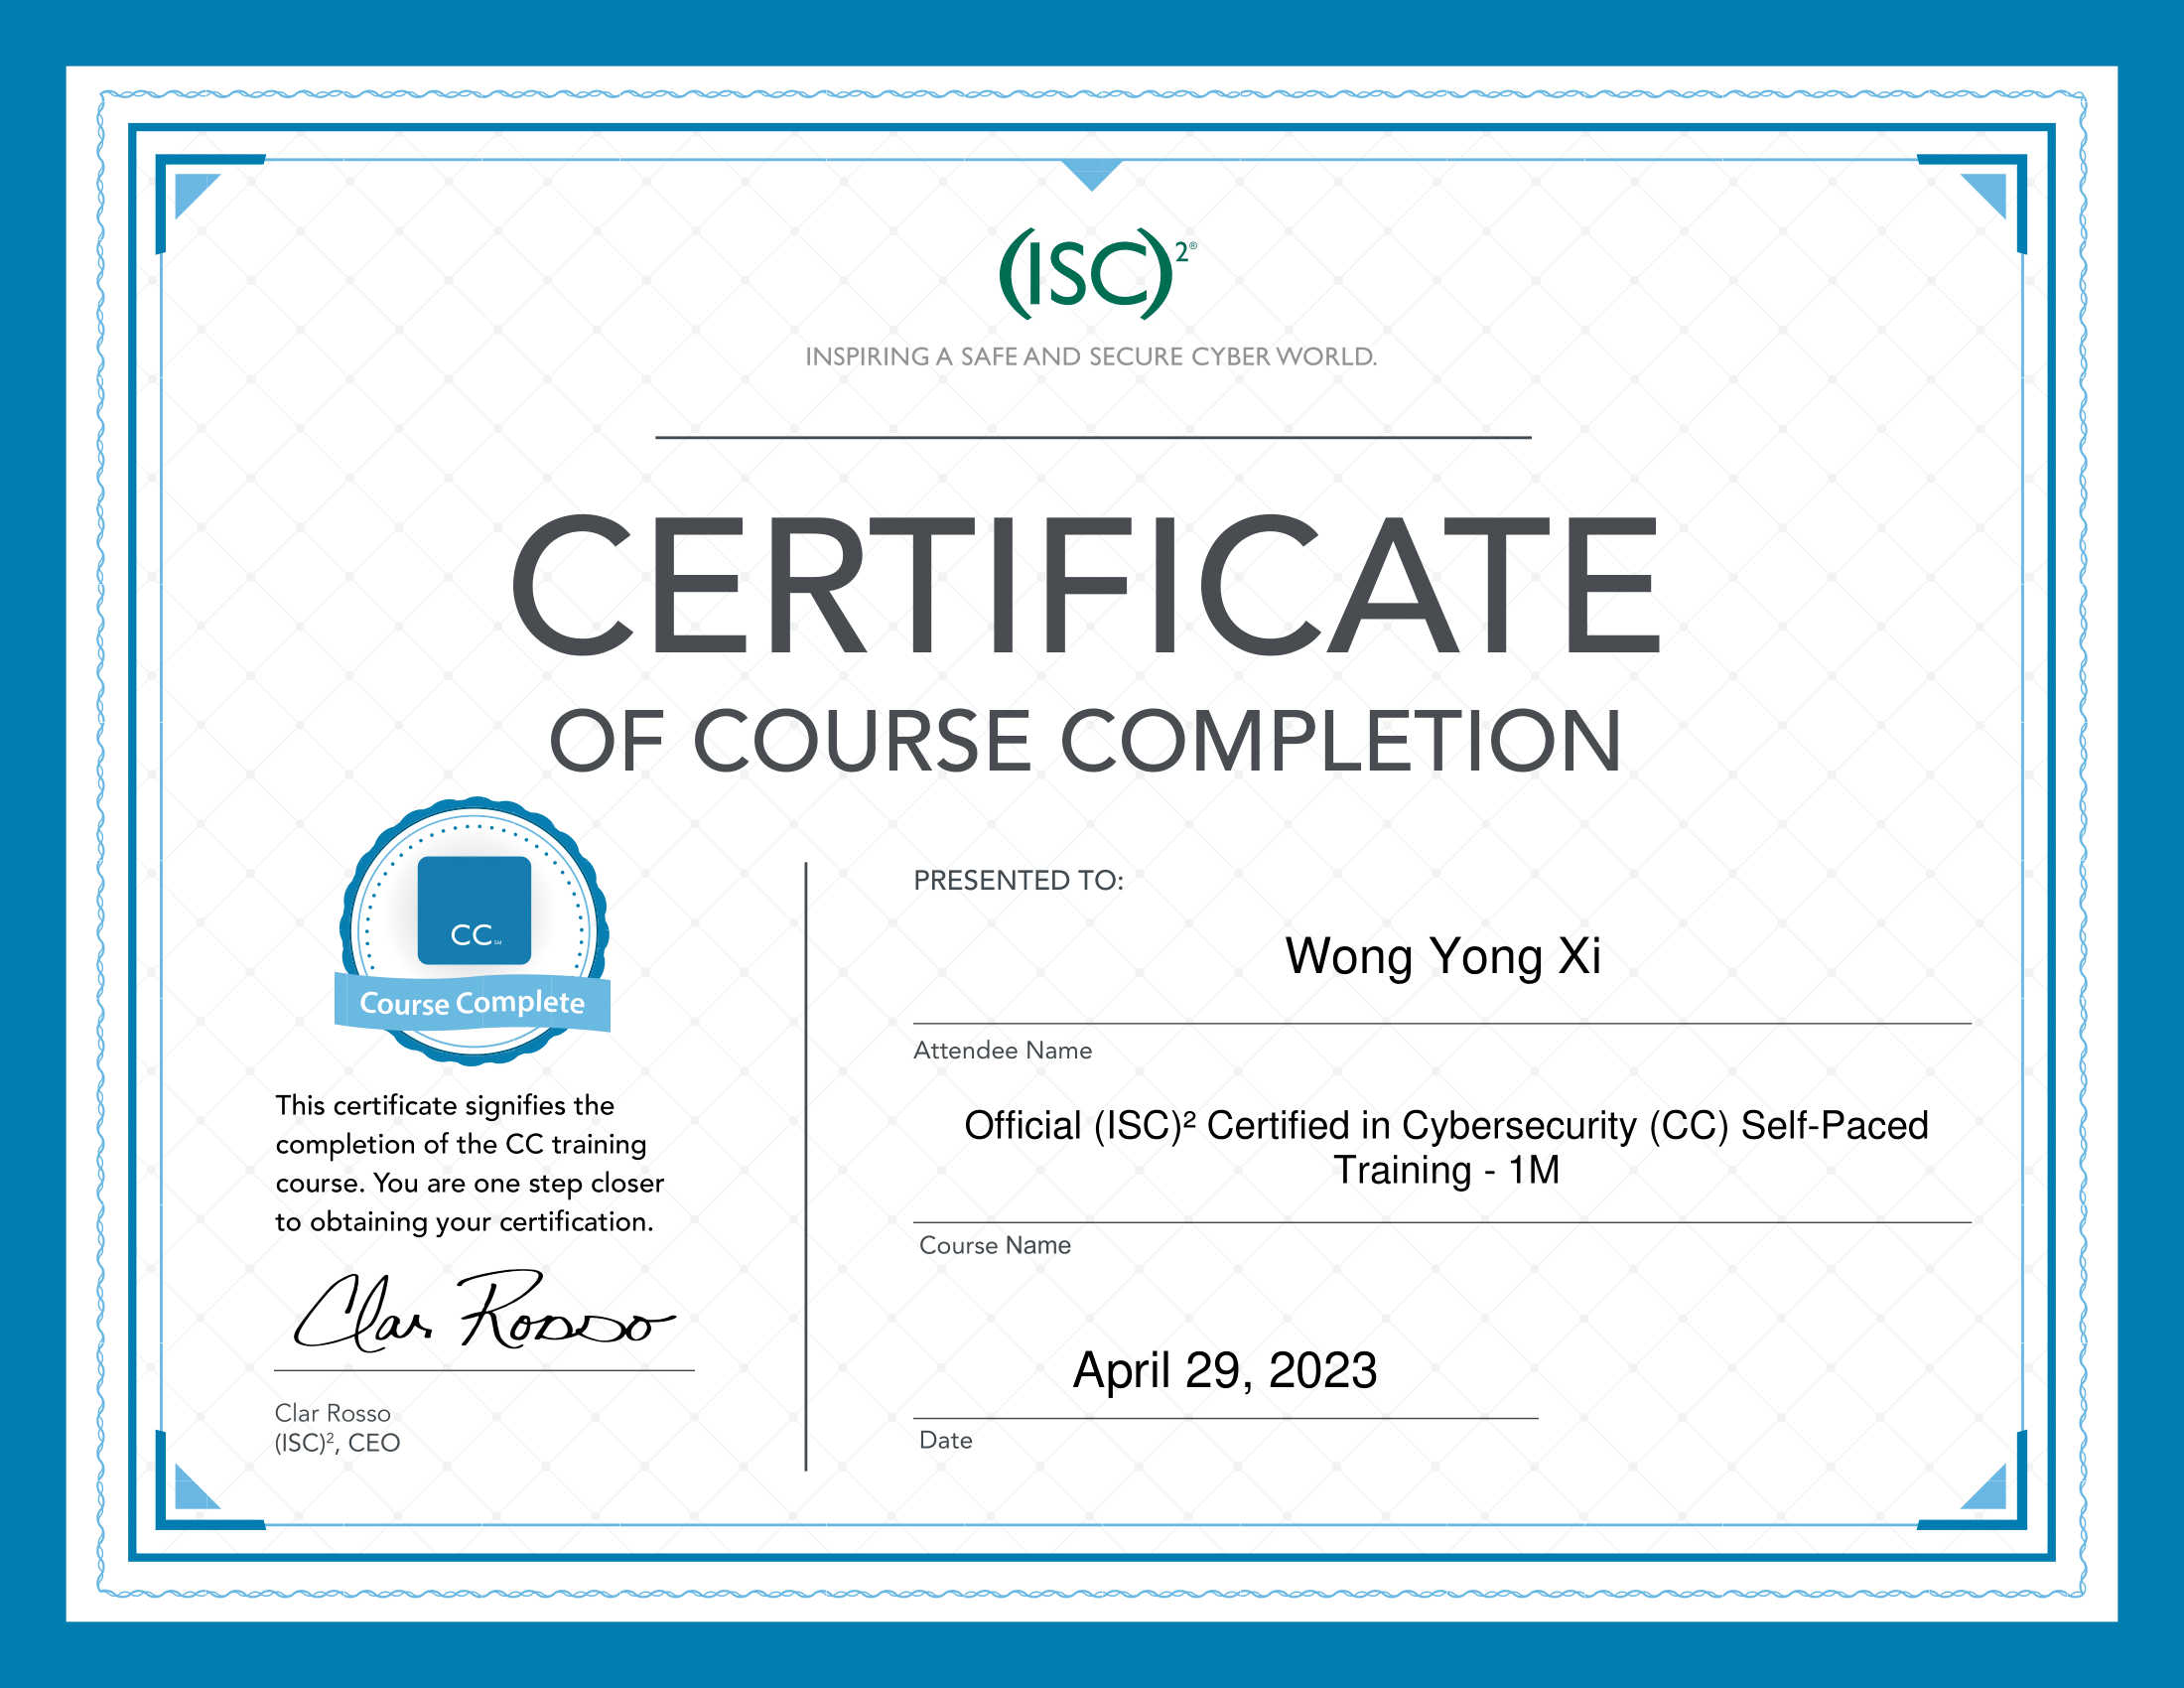 (ISC)²®
INSPIRING A SAFE AND SECURE CYBER WORLD.
CERTIFICATE
OF COURSE COMPLETION
CC℠
Course Complete
This certificate signifies the
completion of the CC training
course. You are one step closer
to obtaining your certification.
Clar Rosso
Clar Rosso
(ISC)², CEO
PRESENTED TO:
Wong Yong Xi
Attendee Name
Official (ISC)² Certified in Cybersecurity (CC) Self-Paced
Training - 1M
Course Name
April 29, 2023
Date